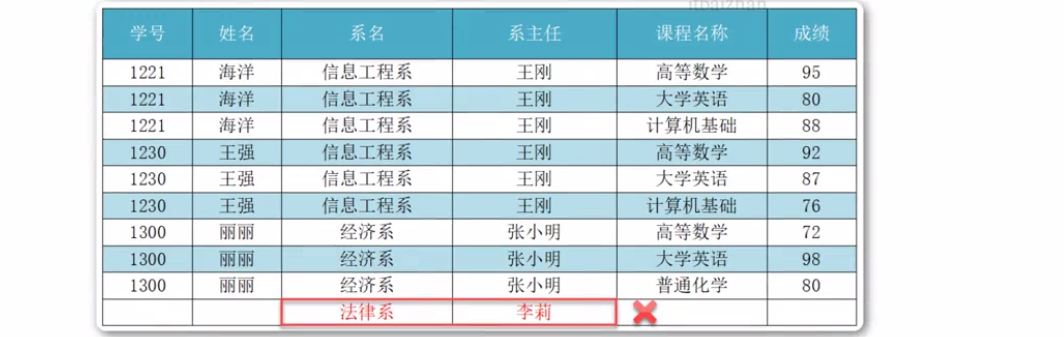 itbaizhan
学号 姓名 系名 系主任 课程名称 成绩
1221 海洋 信息工程系 王刚 高等数学 95
1221 海洋 信息工程系 王刚 大学英语 80
1221 海洋 信息工程系 王刚 计算机基础 88
1230 王强 信息工程系 王刚 高等数学 92
1230 王强 信息工程系 王刚 大学英语 87
1230 王强 信息工程系 王刚 计算机基础 76
1300 丽丽 经济系 张小明 高等数学 72
1300 丽丽 经济系 张小明 大学英语 98
1300 丽丽 经济系 张小明 普通化学 80
法律系 李莉